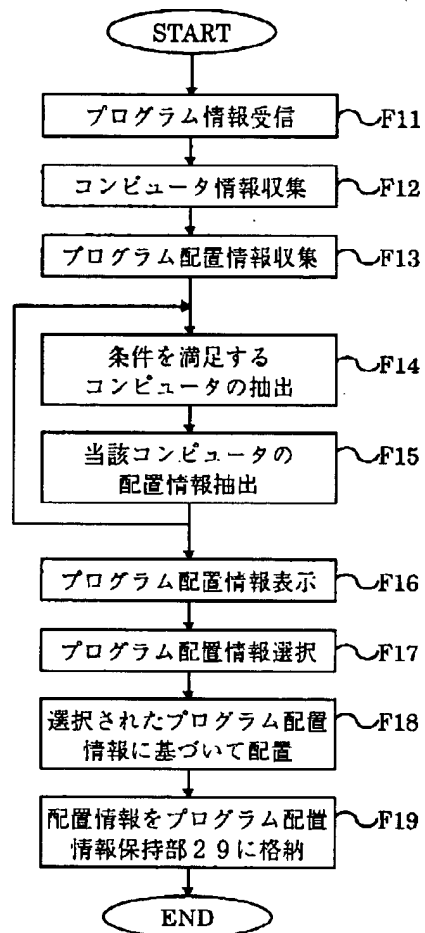 START
プログラム情報受信
F11
コンピュータ情報収集
F12
プログラム配置情報収集
F13
条件を満足する
コンピュータの抽出
F14
当該コンピュータの
配置情報抽出
F15
プログラム配置情報表示
F16
プログラム配置情報選択
F17
選択されたプログラム配置
情報に基づいて配置
F18
配置情報をプログラム配置
情報保持部29に格納
F19
END